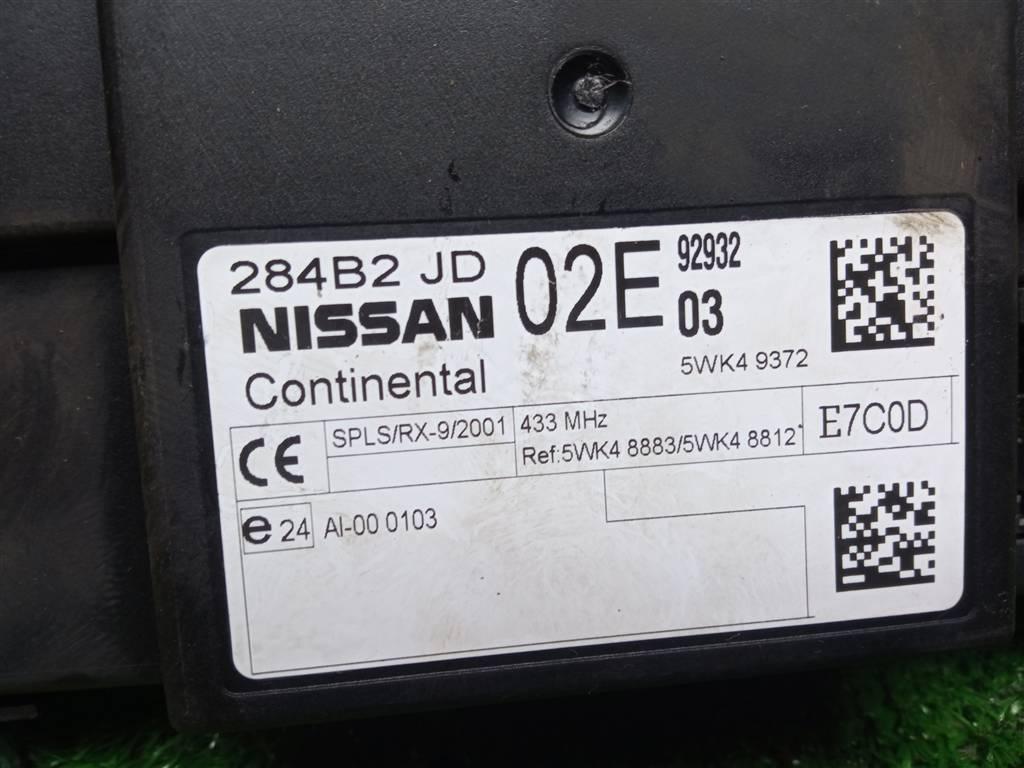 284B2 JD 02E 92932
NISSAN 03
Continental 5WK4 9372
CE SPLS/RX-9/2001 433 MHz E7C0D
Ref:5WK4 8883/5WK4 8812*
e 24 AI-00 0103